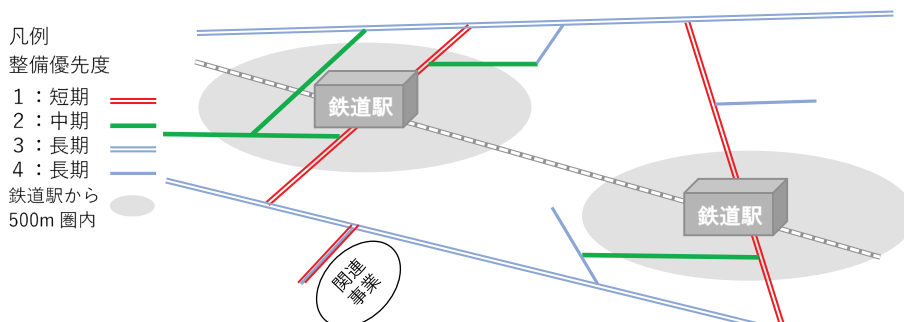 凡例
整備優先度
1：短期
2：中期
3：長期
4：長期
鉄道駅から
500m 圏内
鉄道駅
鉄道駅
関連
事業